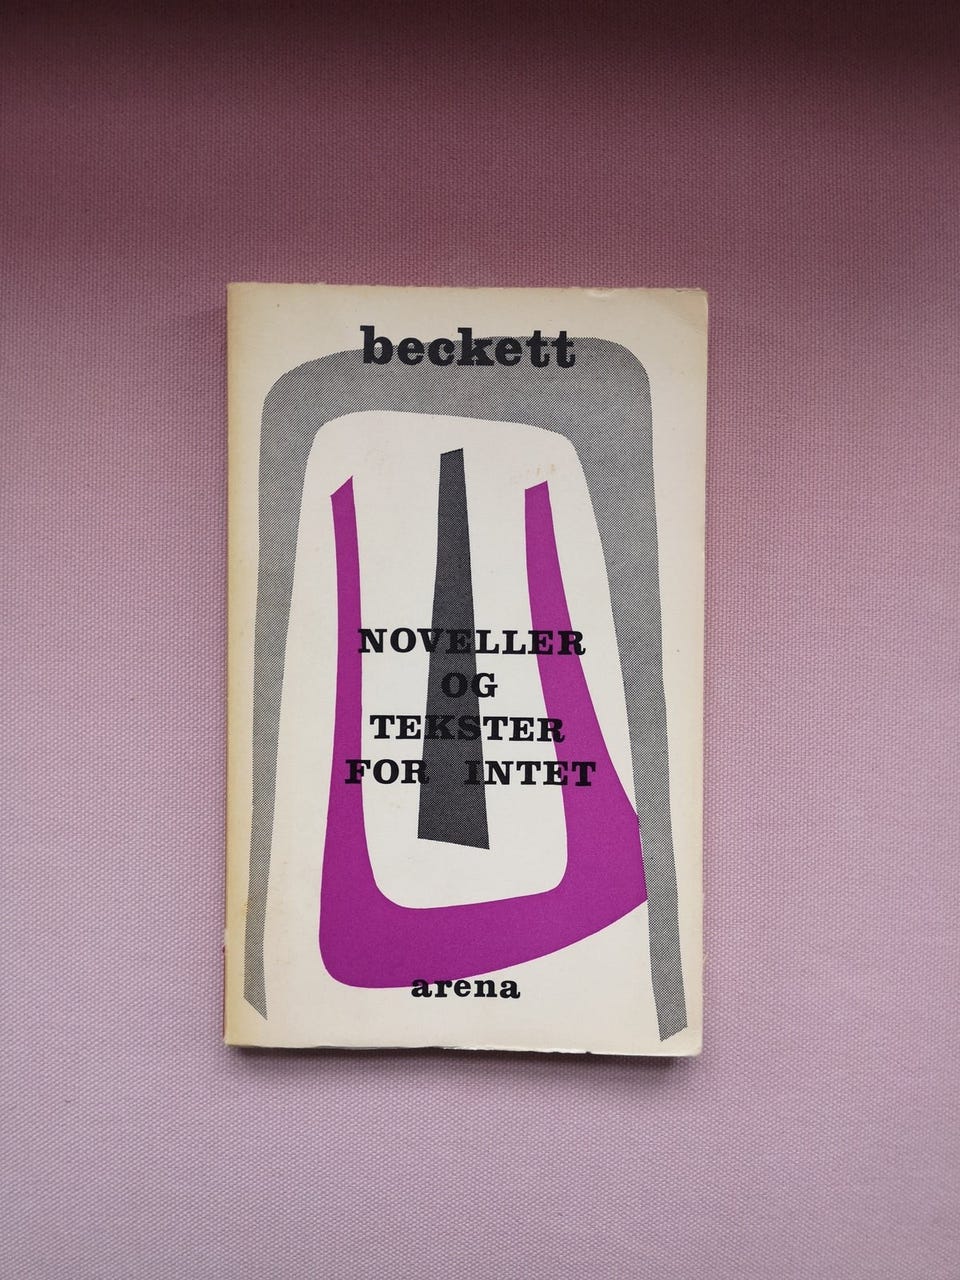 beckett
NOVELLER
OG
TEKSTER
FOR INTET
arena